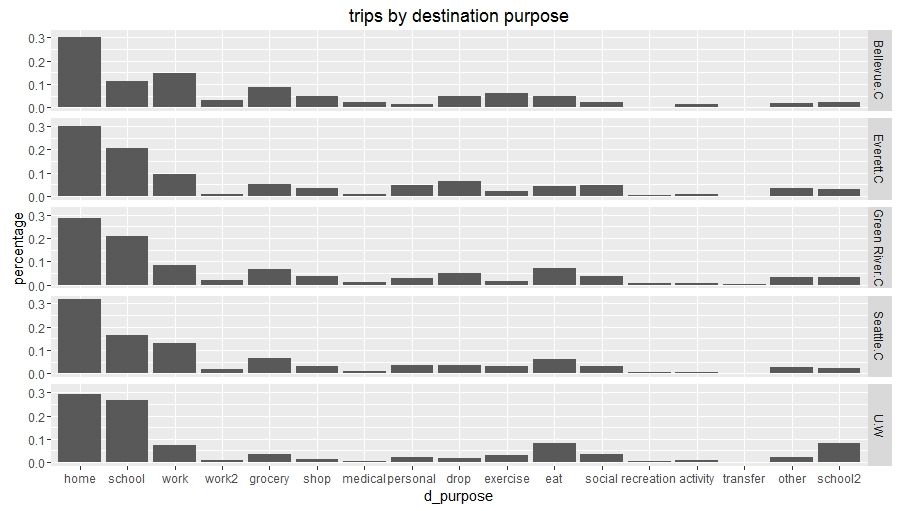 trips by destination purpose
percentage
0.3
0.2
0.1
0.0
Bellevue.C
0.3
0.2
0.1
0.0
Everett.C
0.3
0.2
0.1
0.0
Green River.C
0.3
0.2
0.1
0.0
Seattle.C
0.3
0.2
0.1
0.0
U.W
home school work work2 grocery shop medical personal drop exercise eat social recreation activity transfer other school2
d_purpose